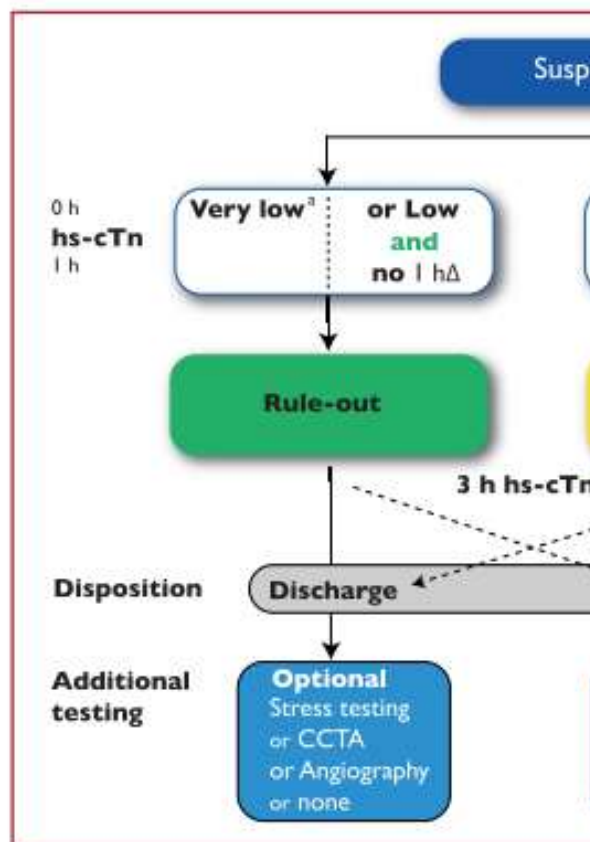 Susp
0 h
hs-cTn
1 h
Very lowᵃ
or Low
and
no 1 hΔ
Rule-out
3 h hs-cTn
Disposition
Discharge
Additional
testing
Optional
Stress testing
or CCTA
or Angiography
or none